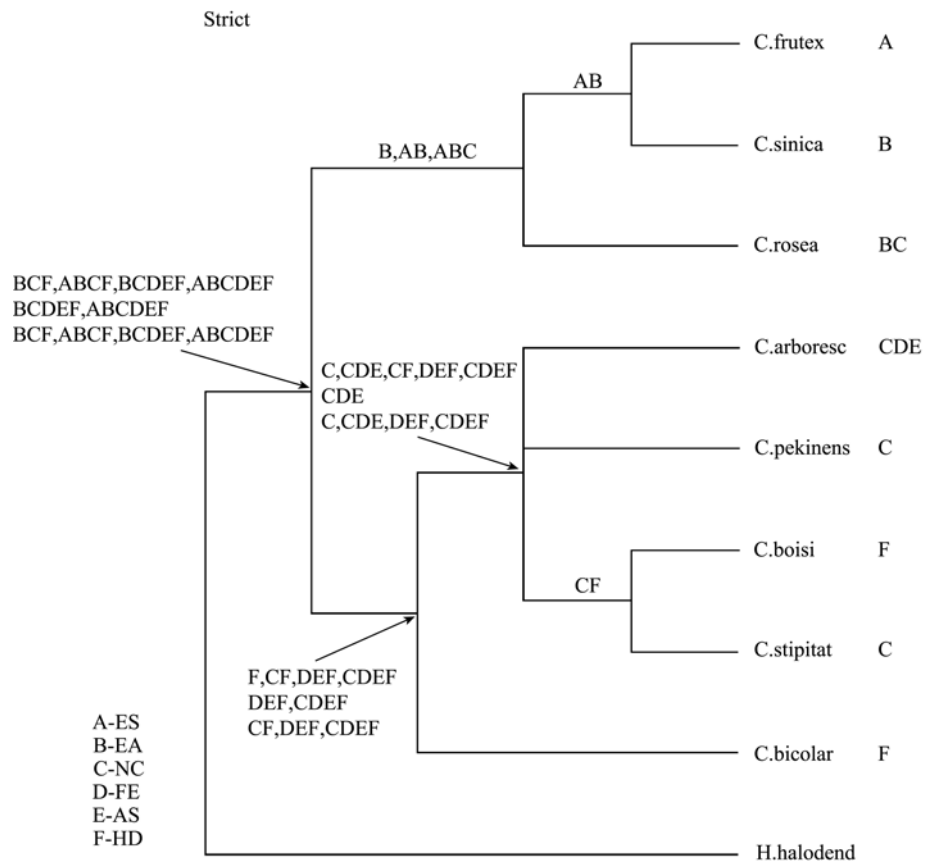 Strict
C.frutex A
AB
C.sinica B
B,AB,ABC
C.rosea BC
BCF,ABCF,BCDEF,ABCDEF
BCDEF,ABCDEF
BCF,ABCF,BCDEF,ABCDEF
C.arboresc CDE
C,CDE,CF,DEF,CDEF
CDE
C,CDE,DEF,CDEF
C.pekinens C
C.boisi F
CF
C.stipitat C
F,CF,DEF,CDEF
DEF,CDEF
CF,DEF,CDEF
C.bicolar F
A-ES
B-EA
C-NC
D-FE
E-AS
F-HD
H.halodend